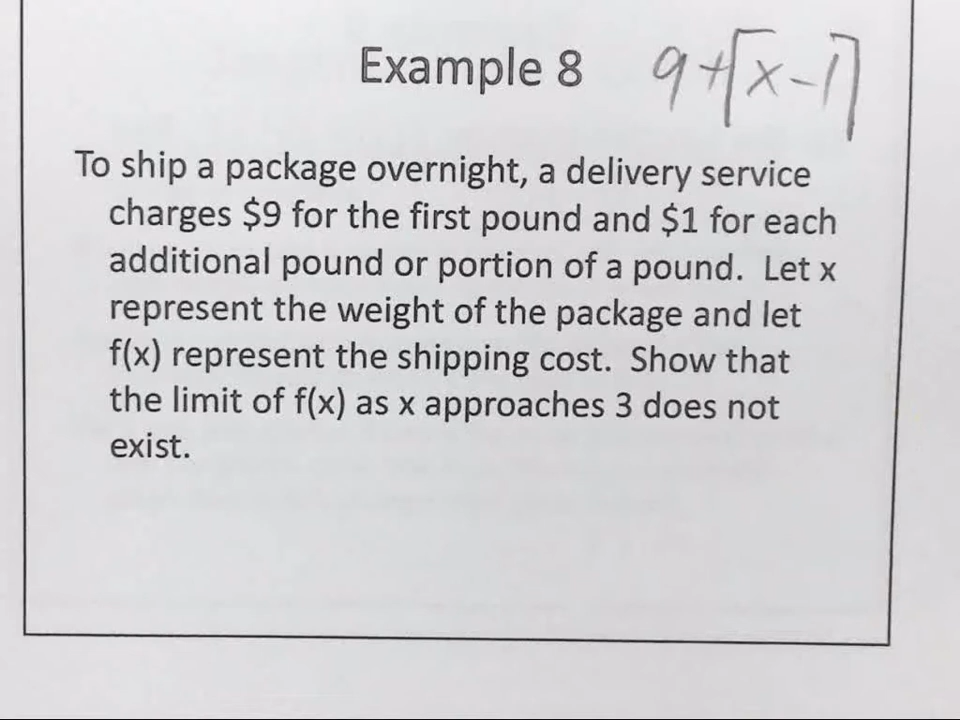 Example 8 9+⌈x-1⌉
To ship a package overnight, a delivery service
charges $9 for the first pound and $1 for each
additional pound or portion of a pound. Let x
represent the weight of the package and let
f(x) represent the shipping cost. Show that
the limit of f(x) as x approaches 3 does not
exist.